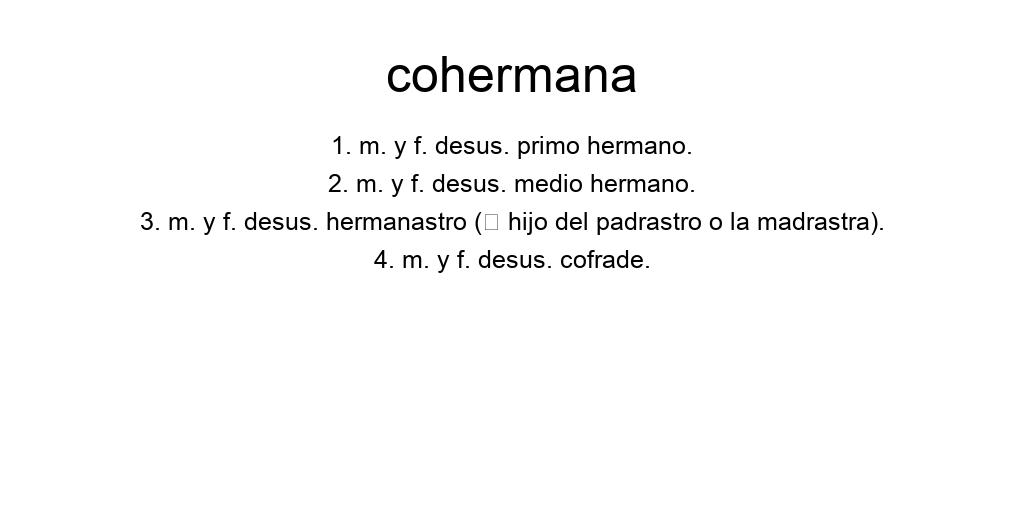 cohermana
1. m. y f. desus. primo hermano.
2. m. y f. desus. medio hermano.
3. m. y f. desus. hermanastro (□ hijo del padrastro o la madrastra).
4. m. y f. desus. cofrade.